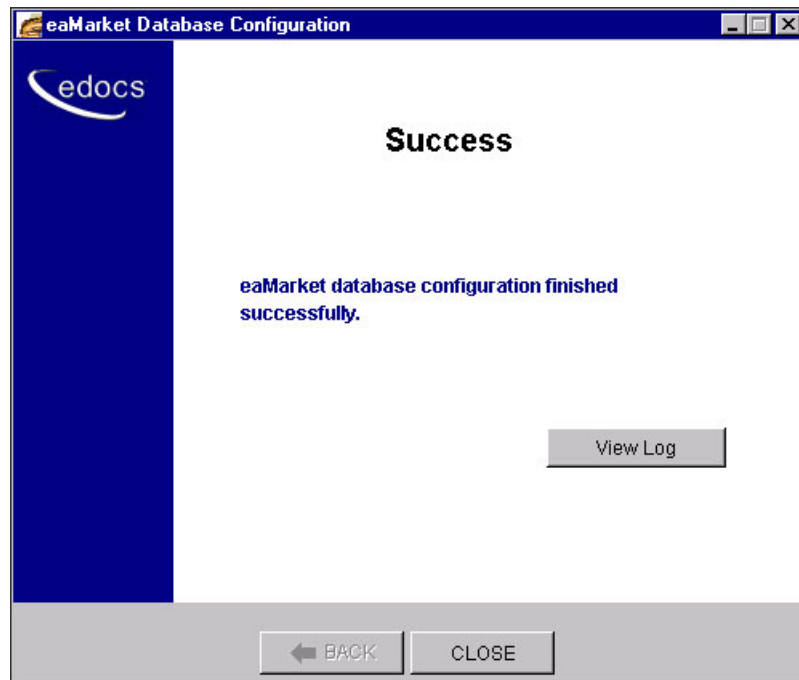 eaMarket Database Configuration
edocs
Success
eaMarket database configuration finished
successfully.
View Log
BACK
CLOSE